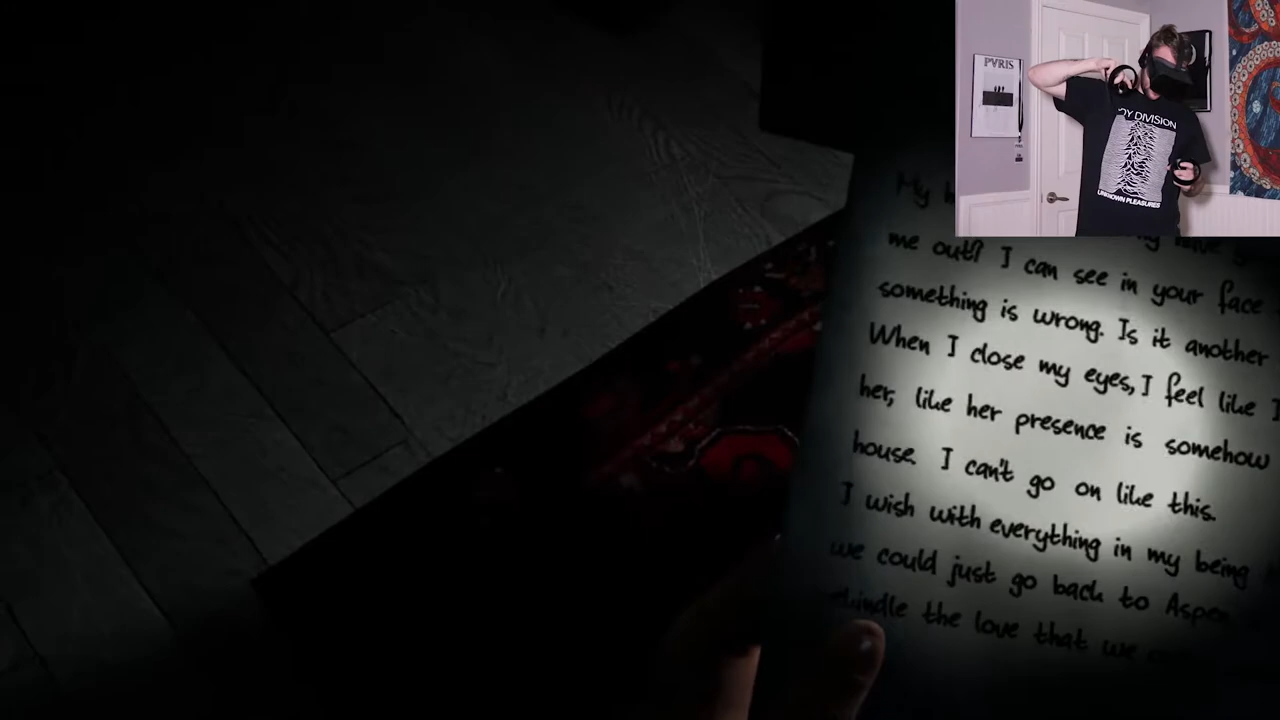 PVRIS
JOY DIVISION
UNKNOWN PLEASURES
My
me out? I can see in your face
something is wrong. Is it another
When I close my eyes, I feel like I
her, like her presence is somehow
house. I can't go on like this.
I wish with everything in my being
we could just go back to Aspen
rekindle the love that we